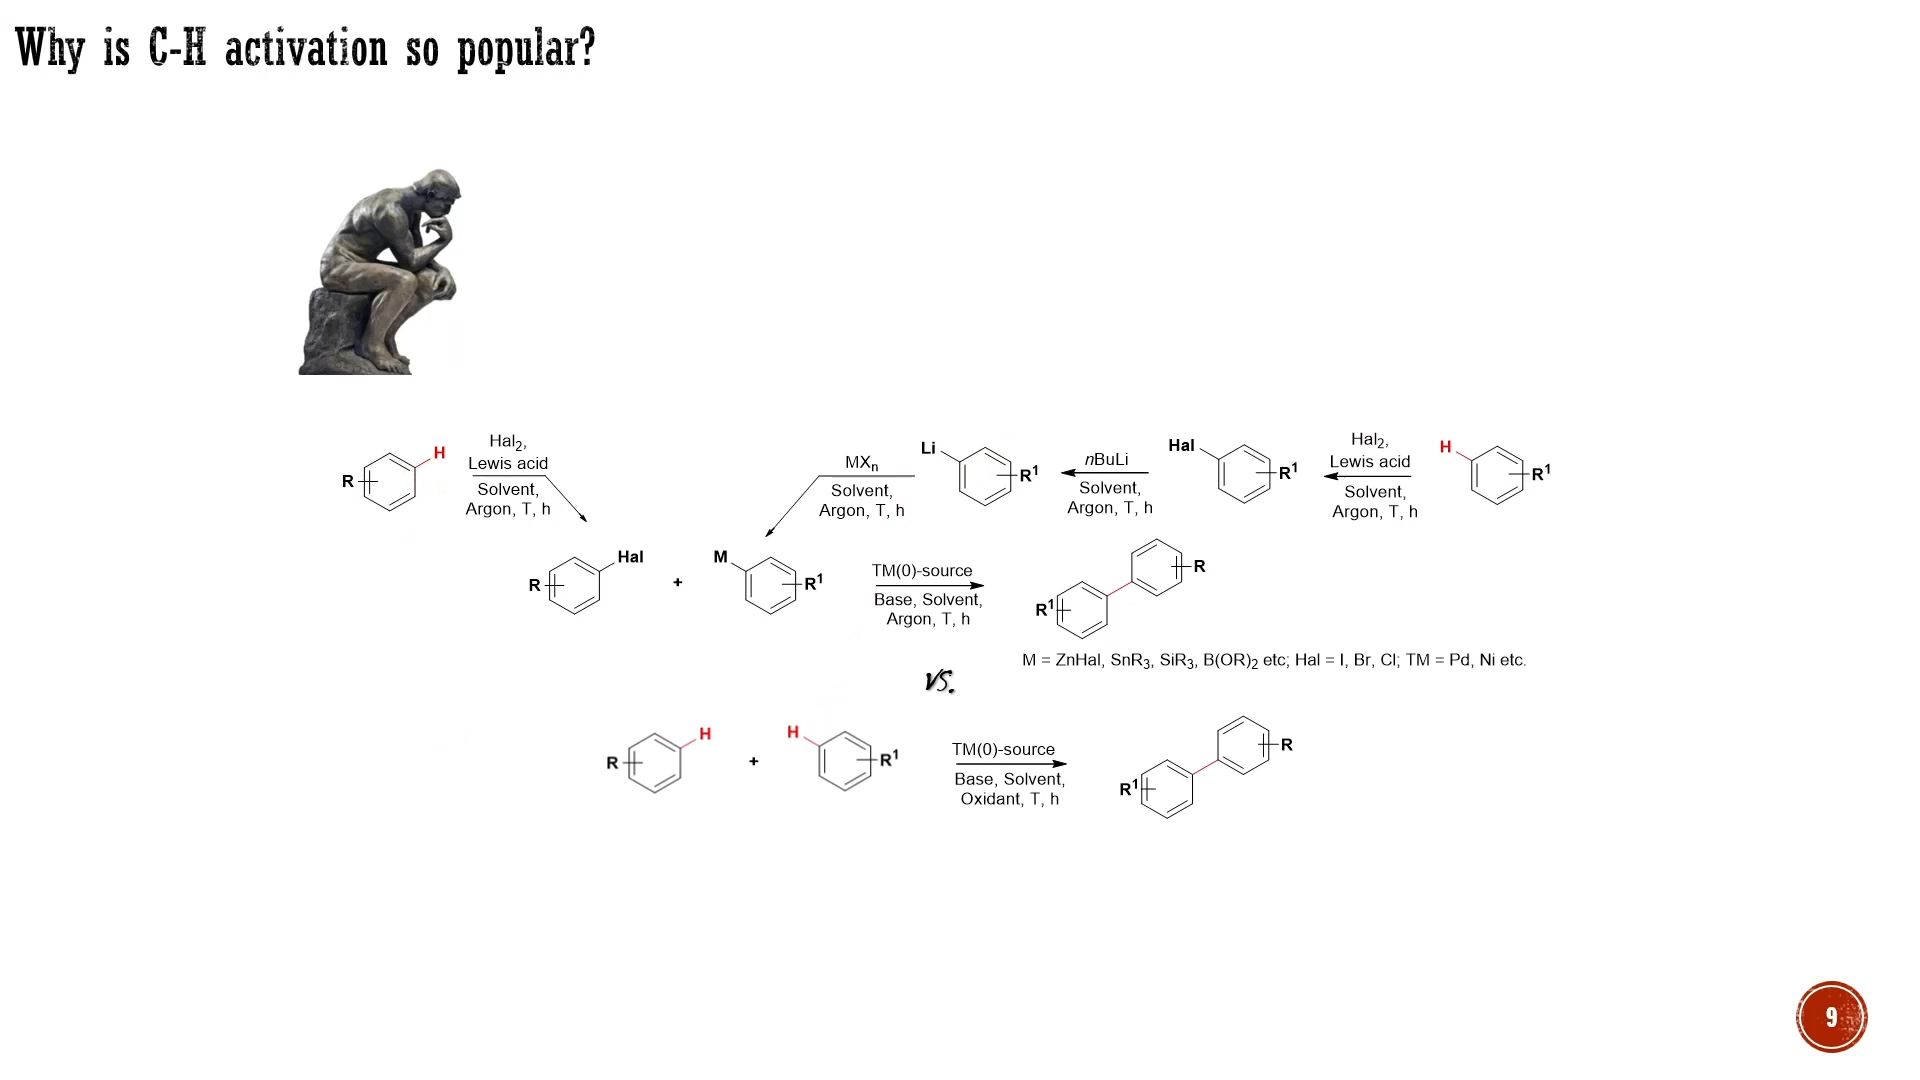 Why is C-H activation so popular?
R
H
Hal₂,
Lewis acid
Solvent,
Argon, T, h
MXₙ
Solvent,
Argon, T, h
Li
R¹
nBuLi
Solvent,
Argon, T, h
Hal
R¹
Hal₂,
Lewis acid
Solvent,
Argon, T, h
H
R¹
R
Hal
+
M
R¹
TM(0)-source
Base, Solvent,
Argon, T, h
R¹
R
M = ZnHal, SnR₃, SiR₃, B(OR)₂ etc; Hal = I, Br, Cl; TM = Pd, Ni etc.
VS.
R
H
+
H
R¹
TM(0)-source
Base, Solvent,
Oxidant, T, h
R¹
R
9